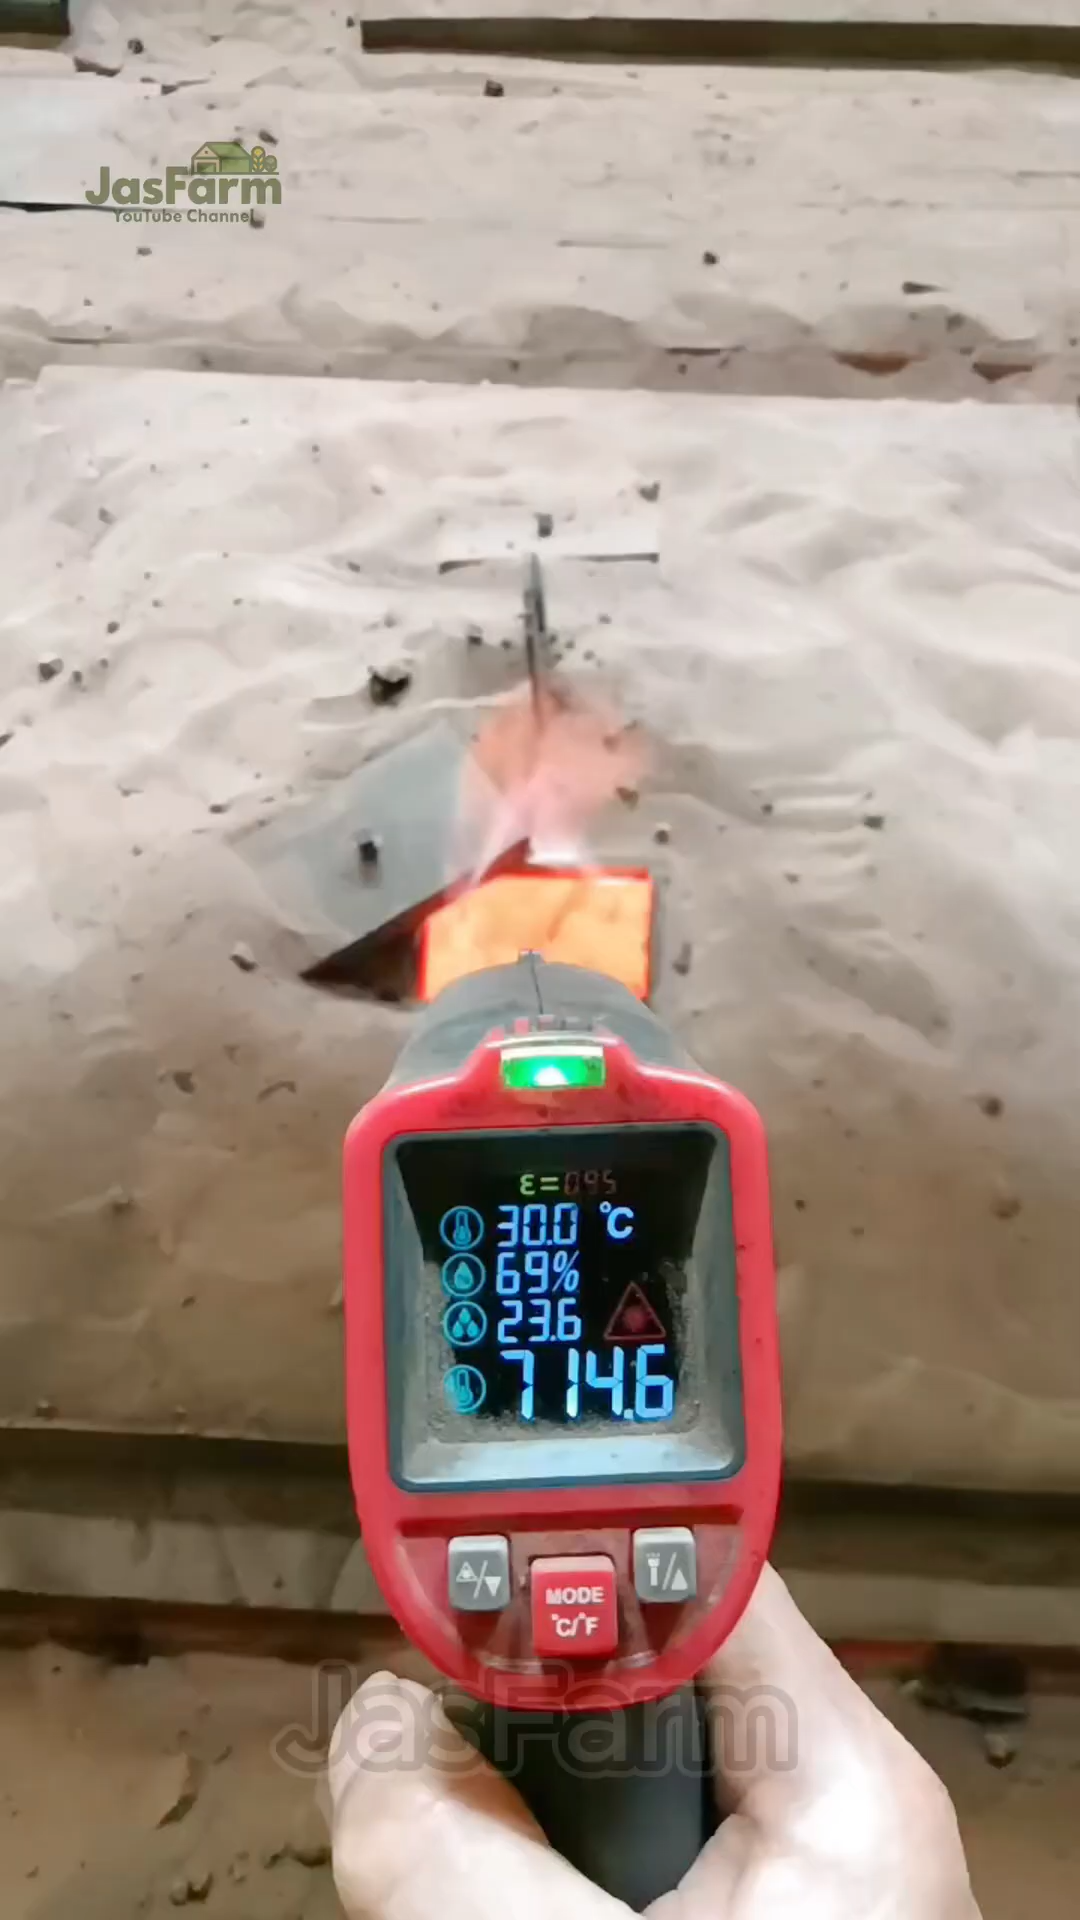 JasFarm
YouTube Channel
ε=0.95
30.0 °C
69%
23.6
714.6
MODE
°C/°F
JasFarm